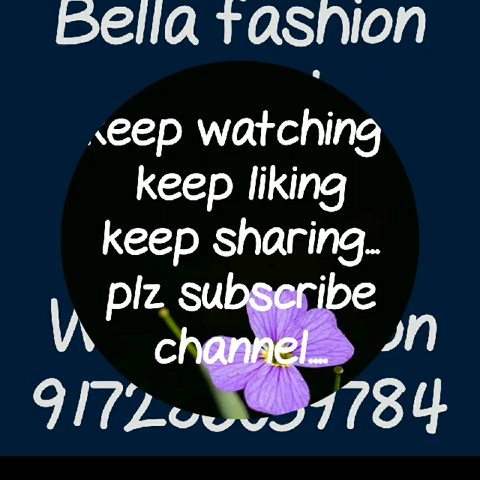 Bella fashion
keep watching
keep liking
keep sharing...
plz subscribe
channel....